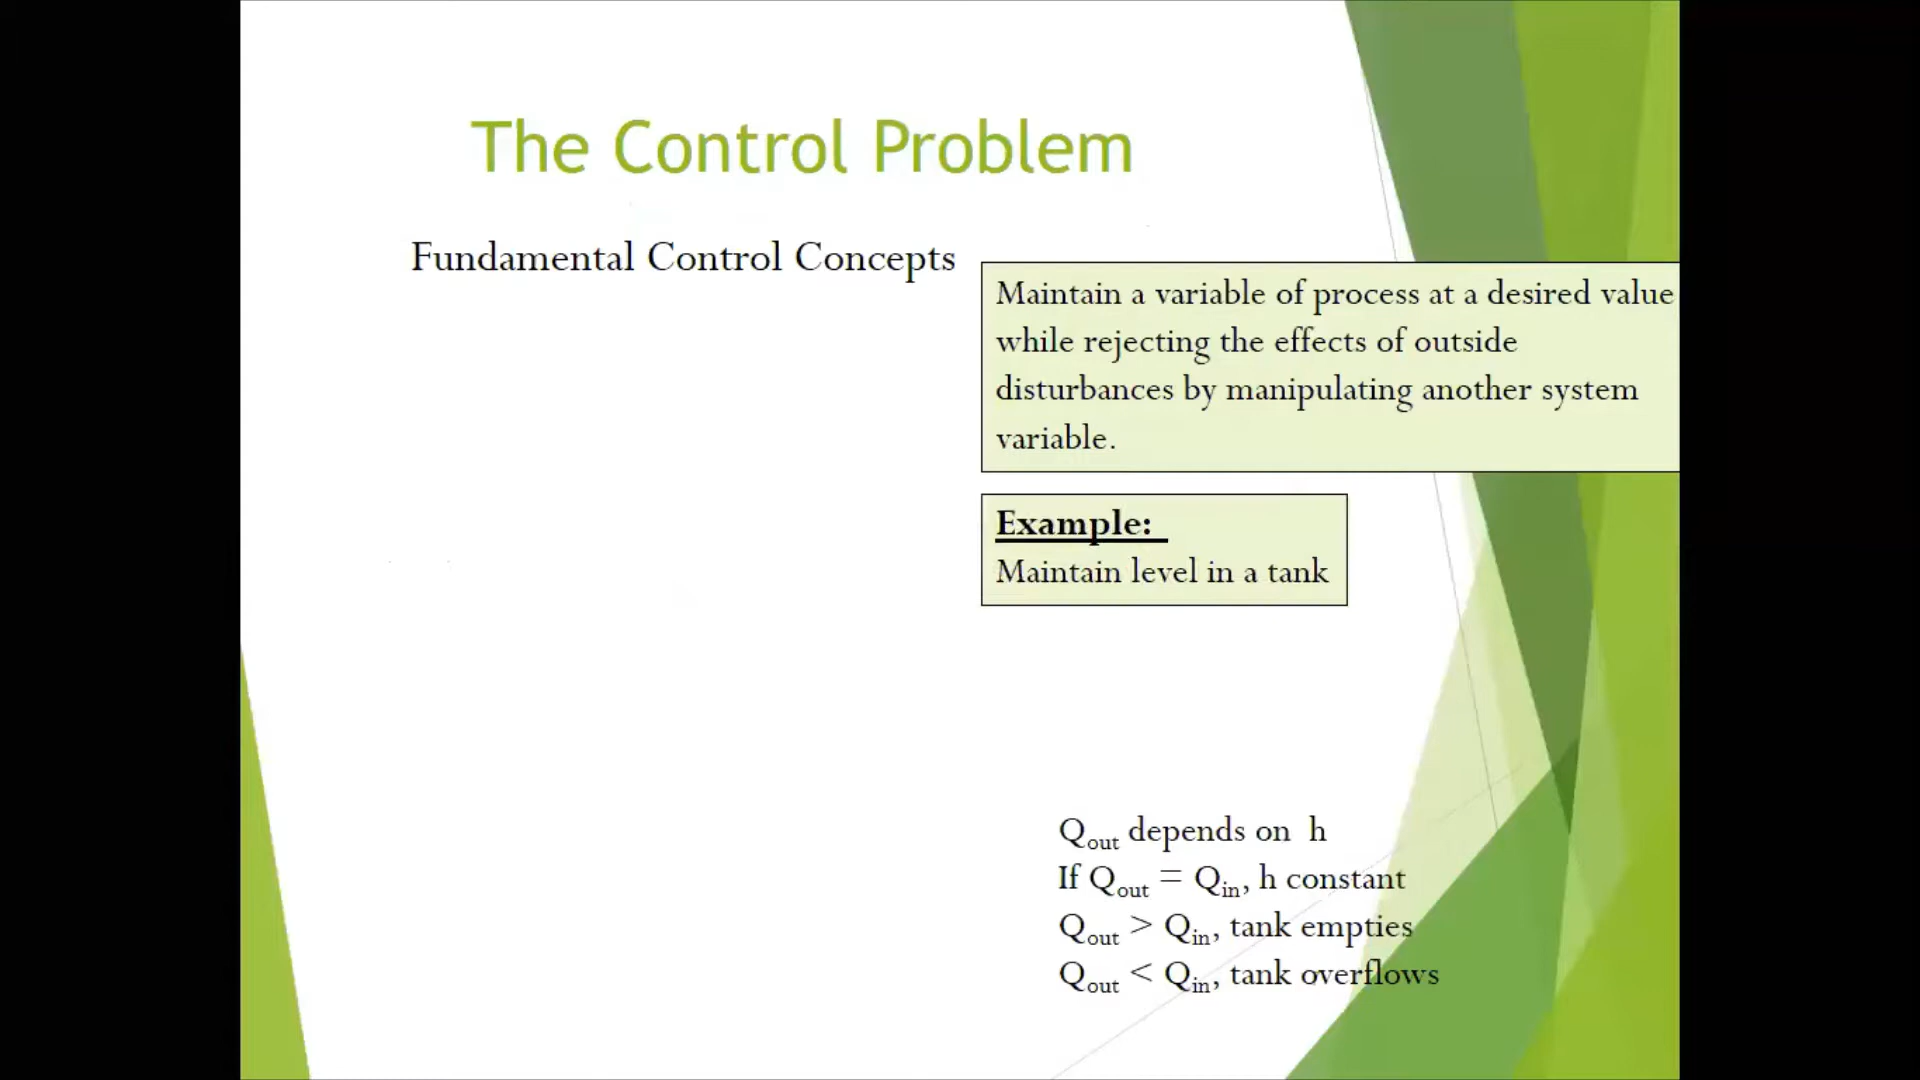 The Control Problem
Fundamental Control Concepts
Maintain a variable of process at a desired value
while rejecting the effects of outside
disturbances by manipulating another system
variable.
Example:
Maintain level in a tank
Qout depends on h
If Qout = Qin, h constant
Qout > Qin, tank empties
Qout < Qin, tank overflows